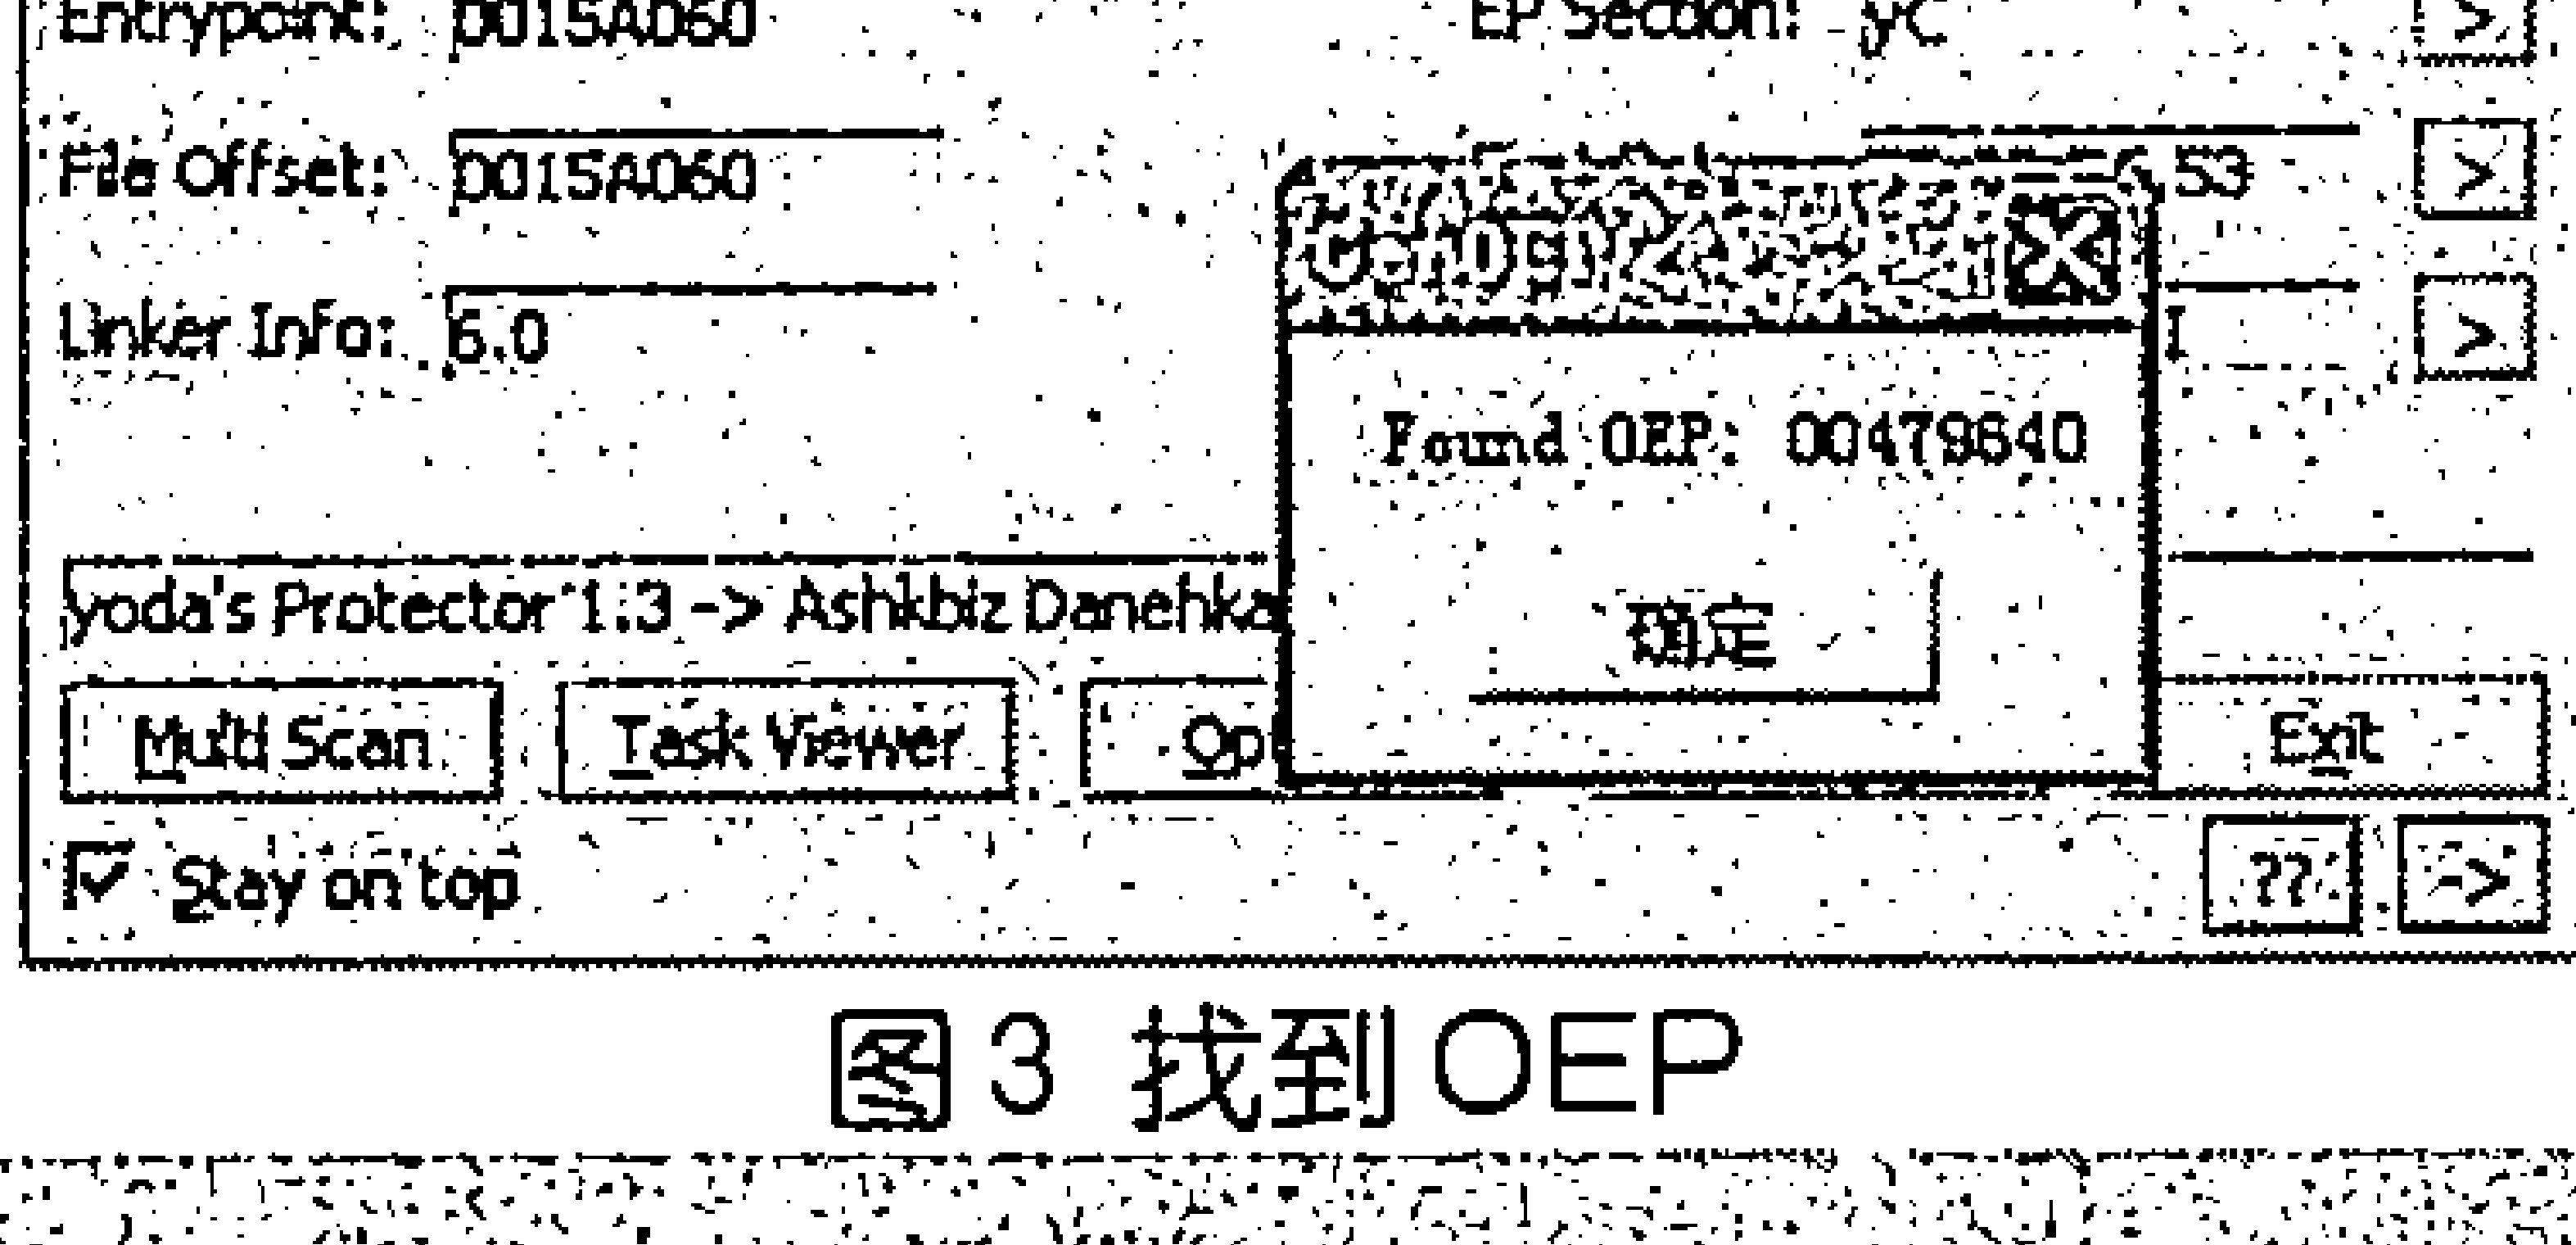 Entrypoint: 0015A060 EP Section: yC >
File Offset: 0015A060 53 >
Linker Info: 6.0 >
Found OEP: 00479640
yoda's Protector 1.3 -> Ashkbiz Danehka
确定
Multi Scan Task Viewer Op Exit
Stay on top ?? ->
图3 找到OEP